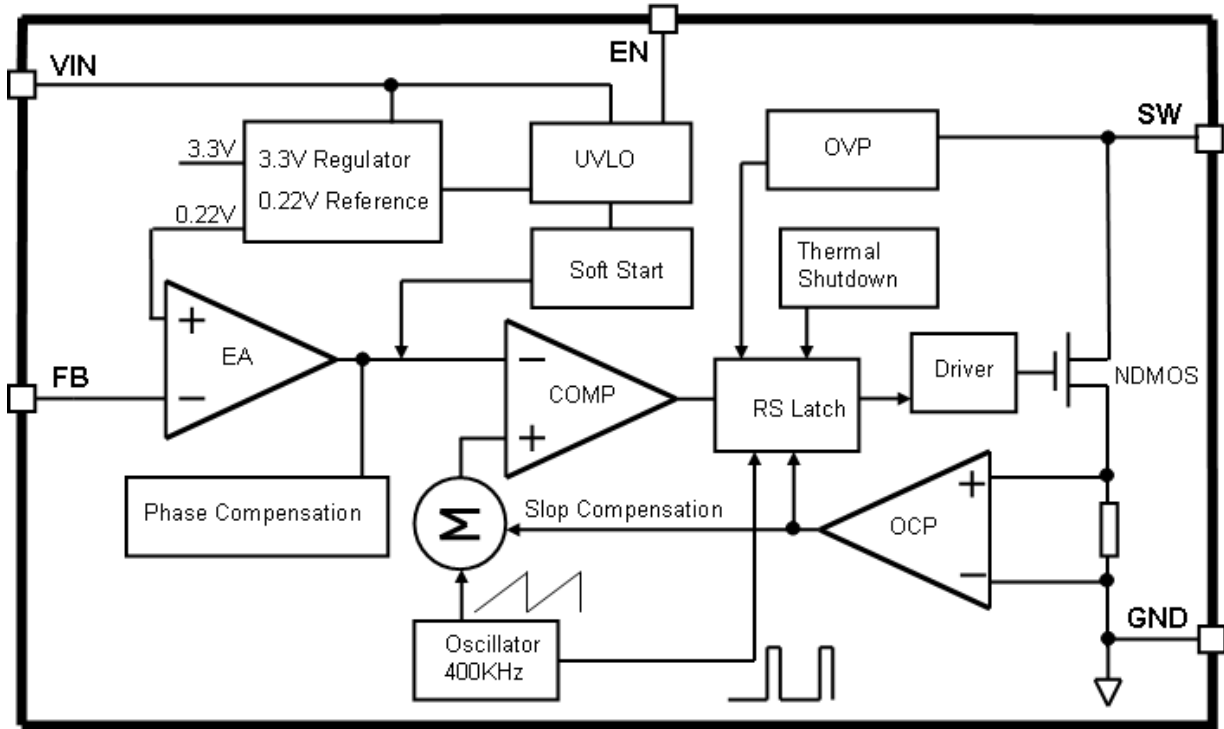 EN
VIN
SW
3.3V
3.3V Regulator
0.22V Reference
0.22V
UVLO
OVP
Soft Start
Thermal
Shutdown
+
EA
−
FB
−
COMP
+
RS Latch
Driver
NDMOS
Phase Compensation
Σ
Slop Compensation
+
OCP
−
GND
Oscillator
400KHz